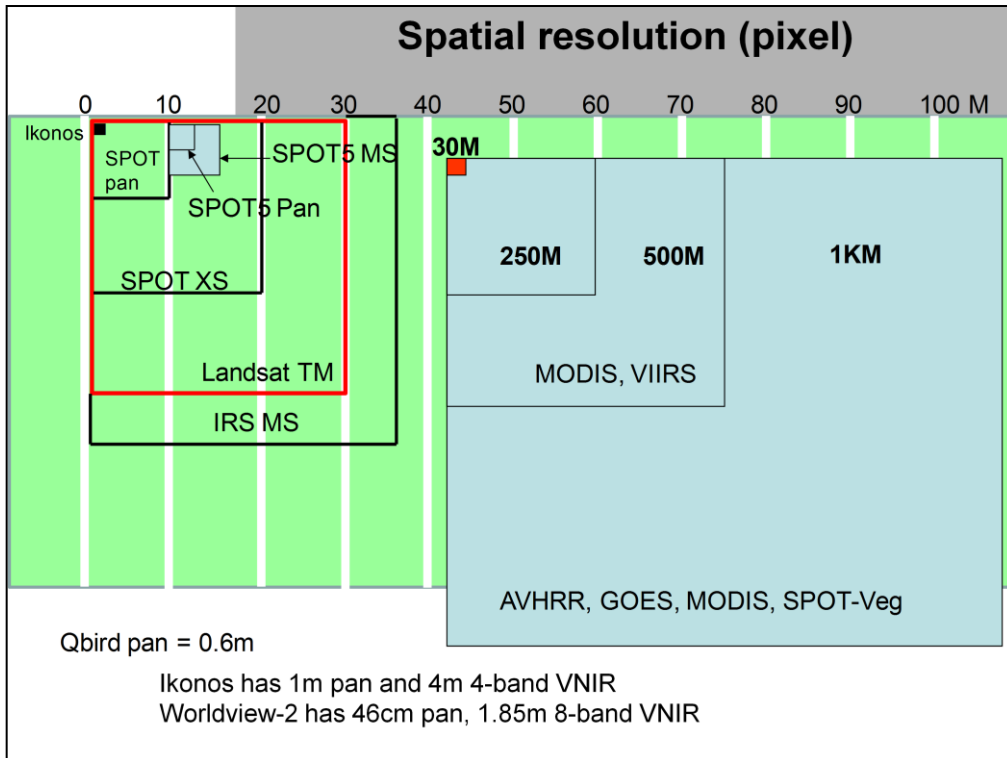 Spatial resolution (pixel)
0 10 20 30 40 50 60 70 80 90 100 M
Ikonos
SPOT
pan
SPOT5 MS
SPOT5 Pan
SPOT XS
Landsat TM
IRS MS
30M
250M
500M
1KM
MODIS, VIIRS
AVHRR, GOES, MODIS, SPOT-Veg
Qbird pan = 0.6m
Ikonos has 1m pan and 4m 4-band VNIR
Worldview-2 has 46cm pan, 1.85m 8-band VNIR